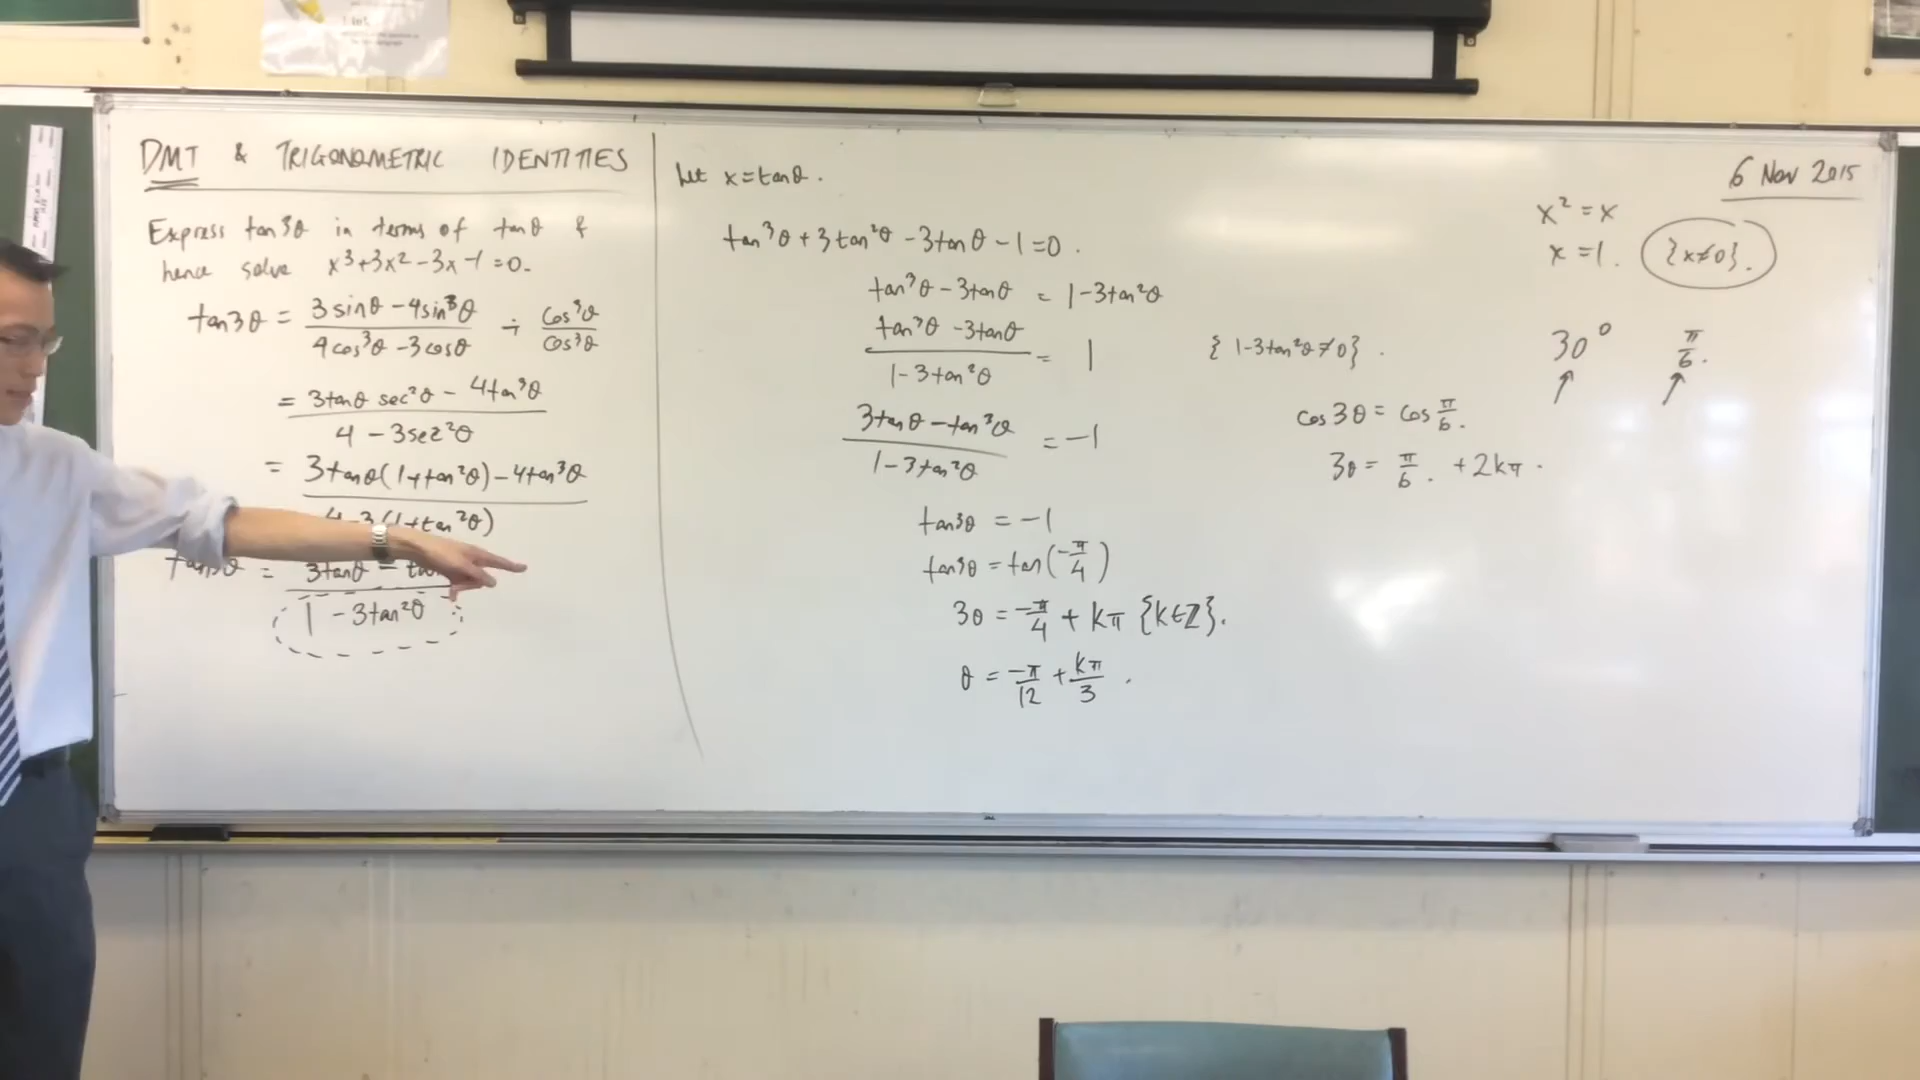 DMT & TRIGONOMETRIC IDENTITIES
Express tan3θ in terms of tanθ &
hence solve x³+3x²-3x-1=0.
tan3θ = (3sinθ - 4sin³θ)/(4cos³θ - 3cosθ) ÷ cos³θ/cos³θ
= (3tanθ sec²θ - 4tan³θ)/(4 - 3sec²θ)
= (3tanθ(1+tan²θ) - 4tan³θ)/(4-3(1+tan²θ))
tan3θ = (3tanθ -)/(1 - 3tan²θ)
Let x=tanθ.
tan³θ + 3tan²θ - 3tanθ - 1 = 0.
tan³θ - 3tanθ = 1-3tan²θ
(tan³θ - 3tanθ)/(1-3tan²θ) = 1 {1-3tan²θ≠0}.
(3tanθ - tan³θ)/(1-3tan²θ) = -1
tan3θ = -1
tan3θ = tan(-π/4)
3θ = -π/4 + kπ {k∈ℤ}.
θ = -π/12 + kπ/3.
6 Nov 2015
x² = x
x = 1. {x≠0}.
30° π/6.
cos3θ = cos π/6.
3θ = π/6. + 2kπ.